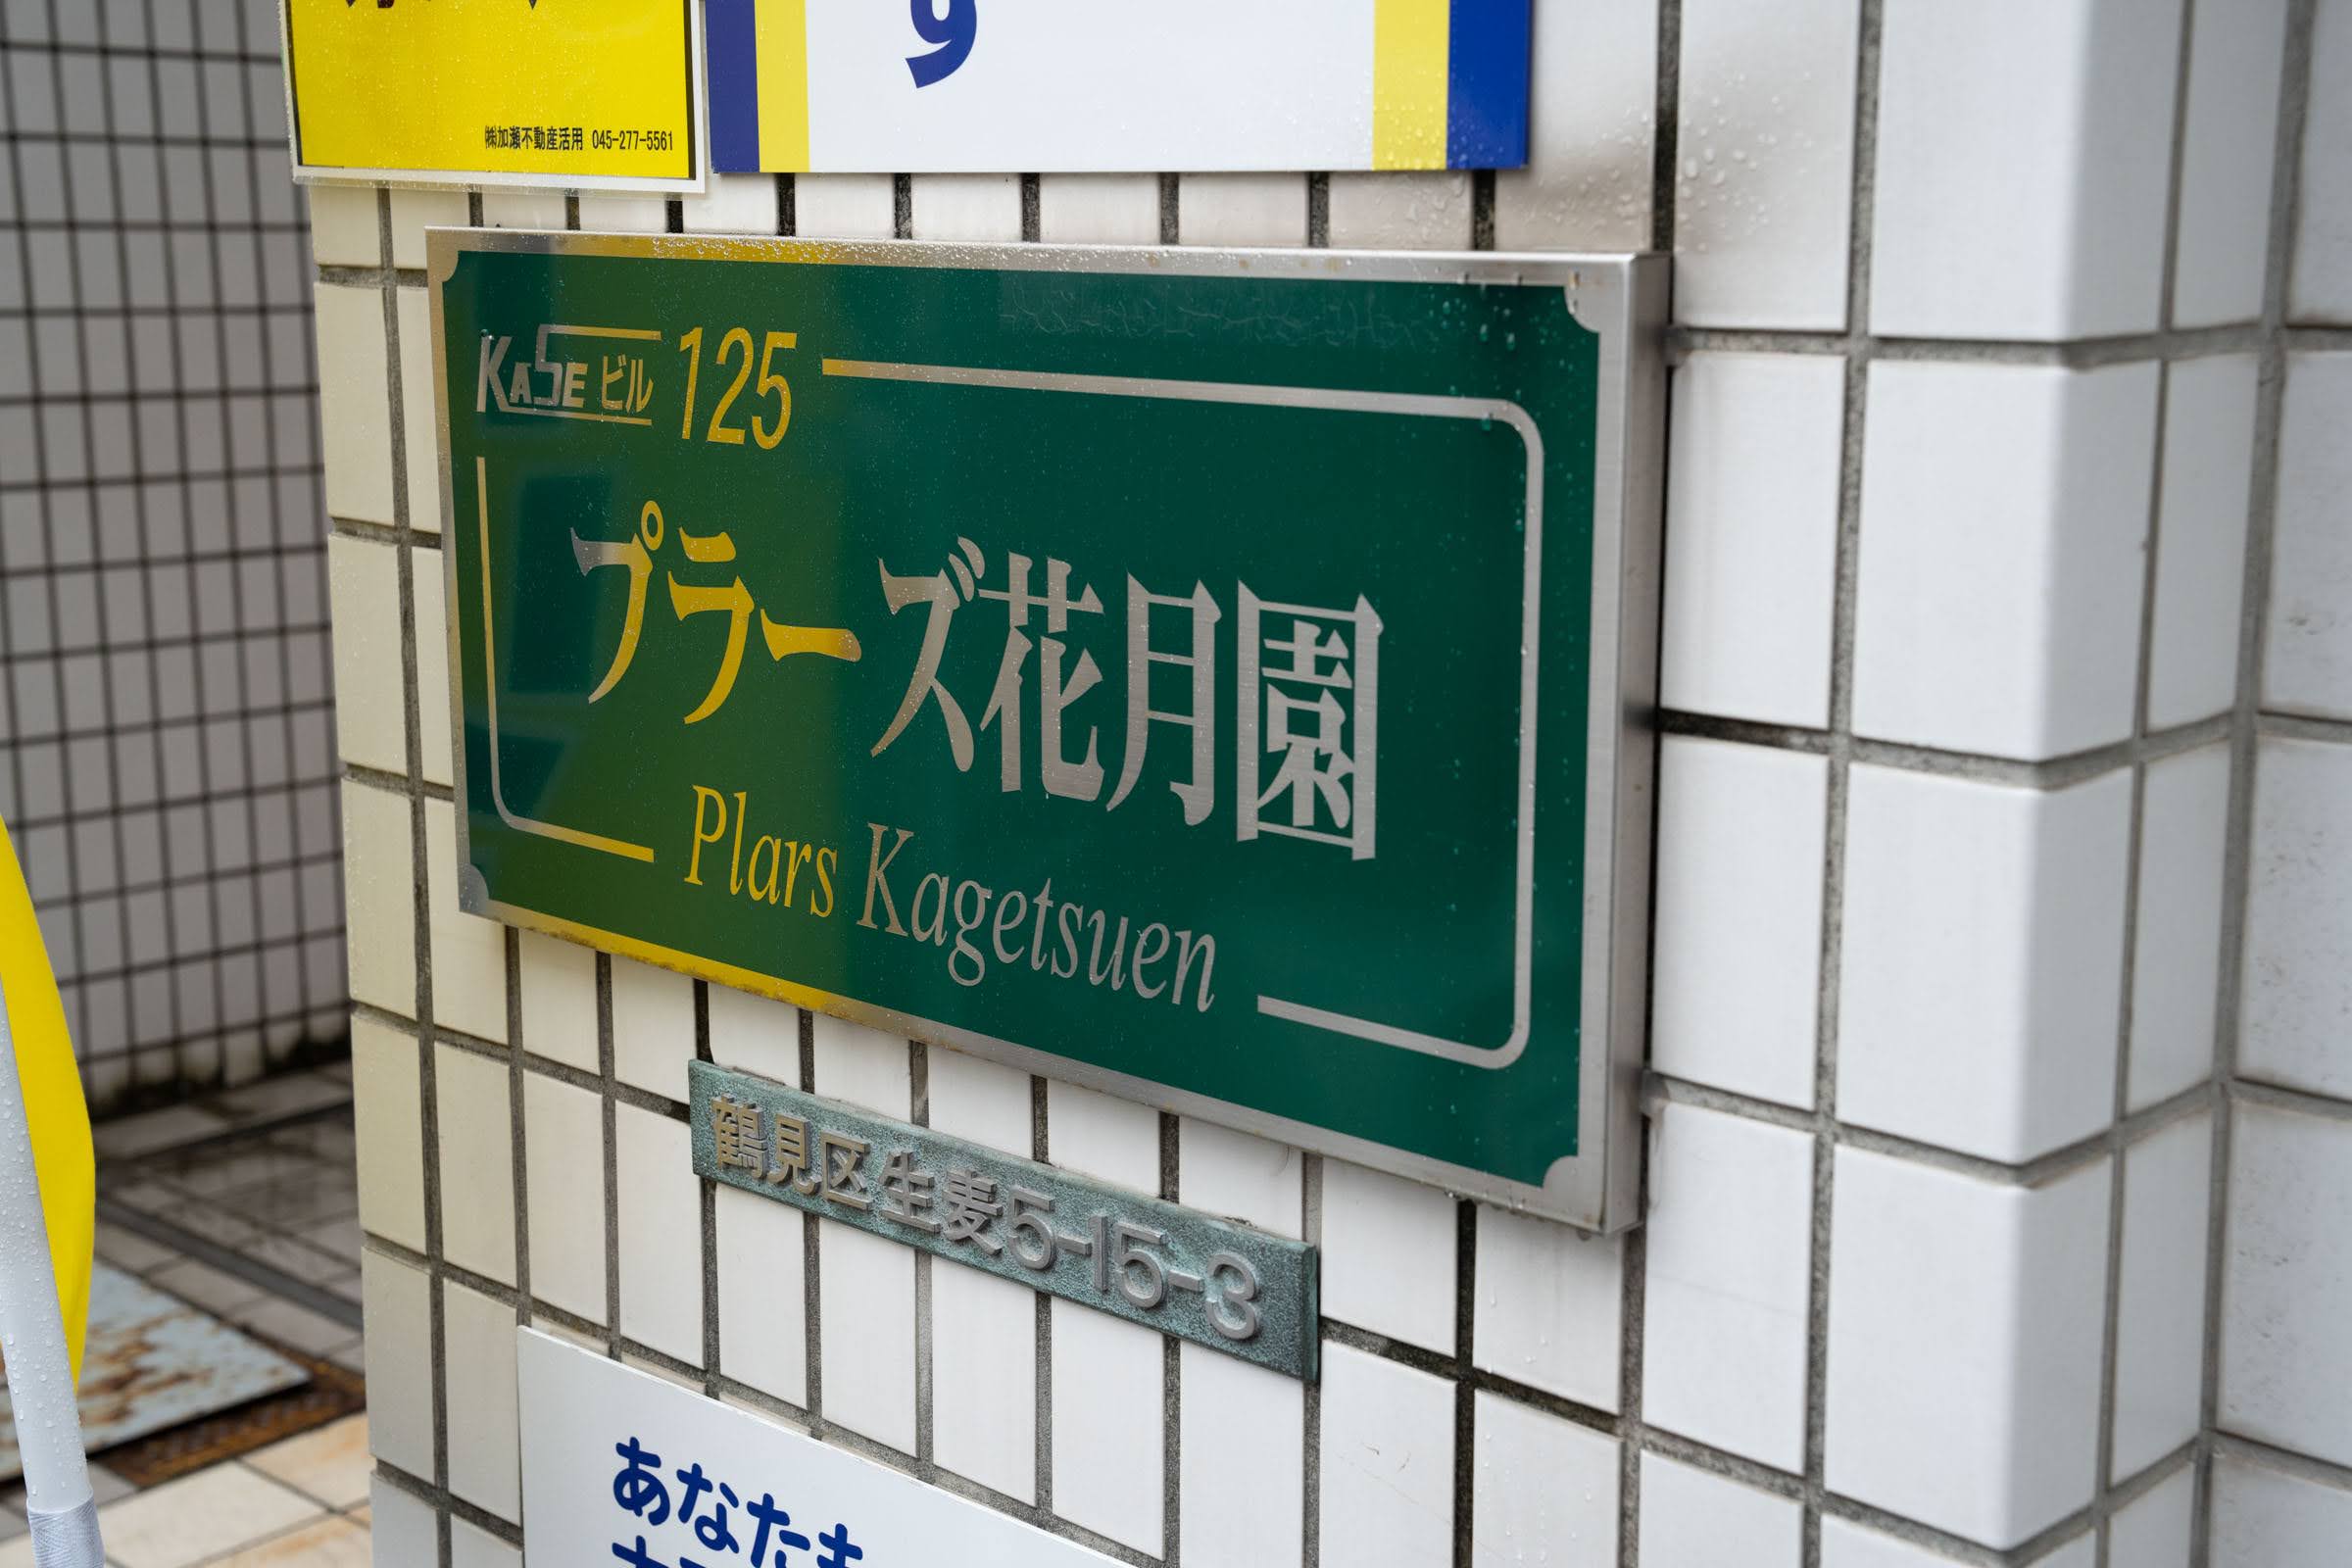 9
㈱加瀬不動産活用 045-277-5561
KASE ビル 125
プラーズ花月園
Plars Kagetsuen
鶴見区生麦5-15-3
あなたも